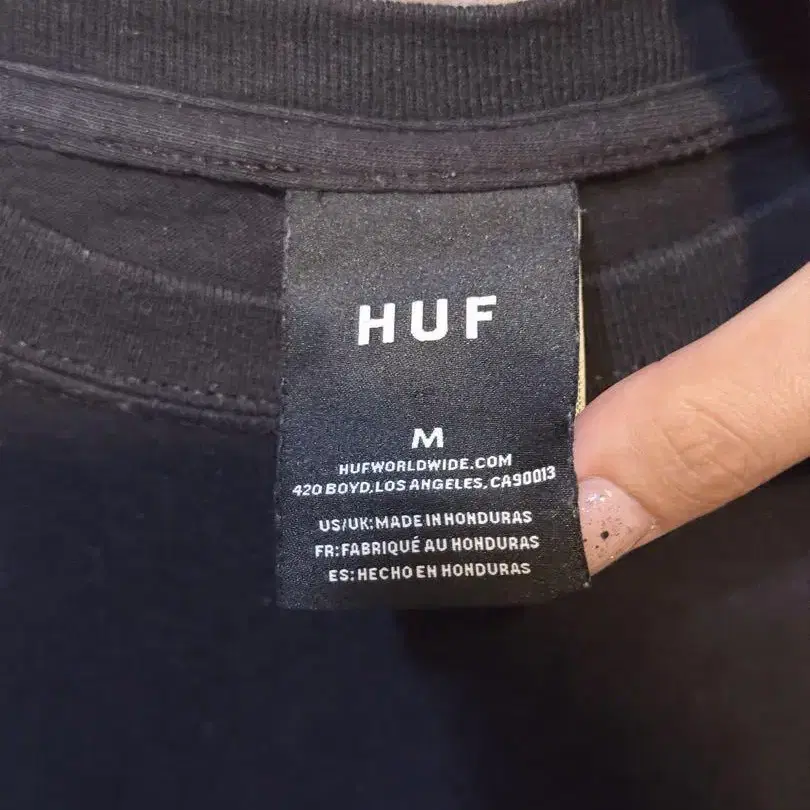 HUF
M
HUFWORLDWIDE.COM
420 BOYD, LOS ANGELES, CA90013
US/UK: MADE IN HONDURAS
FR: FABRIQUÉ AU HONDURAS
ES: HECHO EN HONDURAS